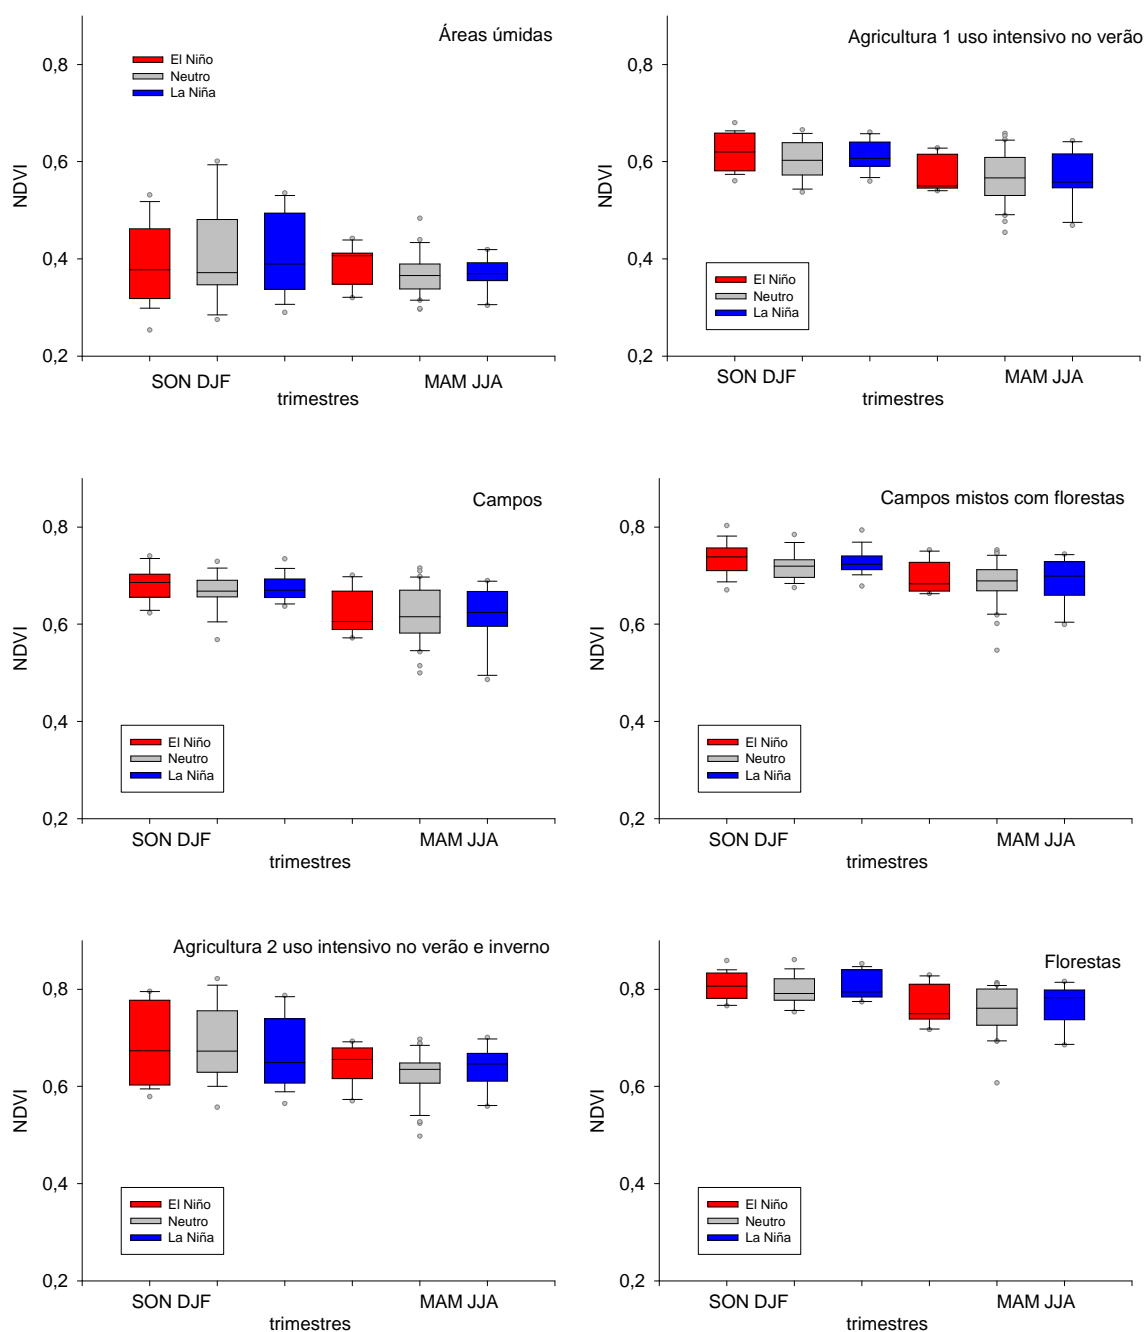 Áreas úmidas
El Niño
Neutro
La Niña
0,8
0,6
0,4
0,2
NDVI
SON DJF
MAM JJA
trimestres
Agricultura 1 uso intensivo no verão
0,8
0,6
0,4
0,2
NDVI
El Niño
Neutro
La Niña
SON DJF
MAM JJA
trimestres
Campos
0,8
0,6
0,4
0,2
NDVI
El Niño
Neutro
La Niña
SON DJF
MAM JJA
trimestres
Campos mistos com florestas
0,8
0,6
0,4
0,2
NDVI
El Niño
Neutro
La Niña
SON DJF
MAM JJA
trimestres
Agricultura 2 uso intensivo no verão e inverno
0,8
0,6
0,4
0,2
NDVI
El Niño
Neutro
La Niña
SON DJF
MAM JJA
trimestres
Florestas
0,8
0,6
0,4
0,2
NDVI
El Niño
Neutro
La Niña
SON DJF
MAM JJA
trimestres